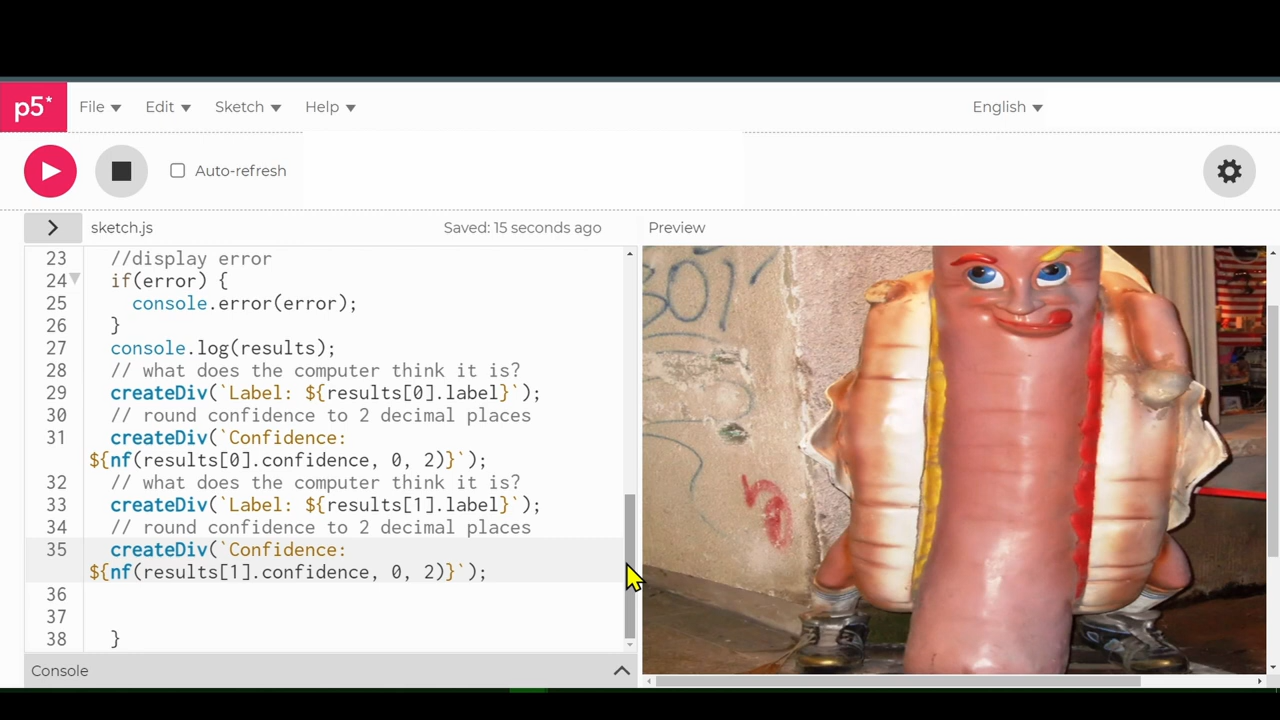 p5*
File
Edit
Sketch
Help
English
Auto-refresh
sketch.js
Saved: 15 seconds ago
Preview
23 //display error
24 if(error) {
25 console.error(error);
26 }
27 console.log(results);
28 // what does the computer think it is?
29 createDiv(`Label: ${results[0].label}`);
30 // round confidence to 2 decimal places
31 createDiv(`Confidence:
${nf(results[0].confidence, 0, 2)}`);
32 // what does the computer think it is?
33 createDiv(`Label: ${results[1].label}`);
34 // round confidence to 2 decimal places
35 createDiv(`Confidence:
${nf(results[1].confidence, 0, 2)}`);
36
37
38 }
Console